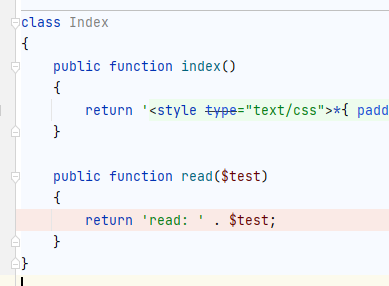 class Index
{
public function index()
{
return '<style type="text/css">*{ padd
}
public function read($test)
{
return 'read: ' . $test;
}
}